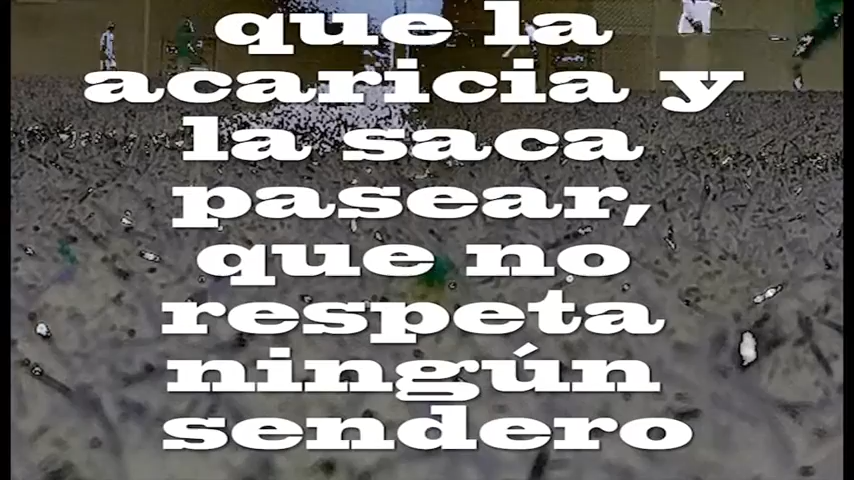 que la
acaricia y
la saca
pasear,
que no
respeta
ningún
sendero